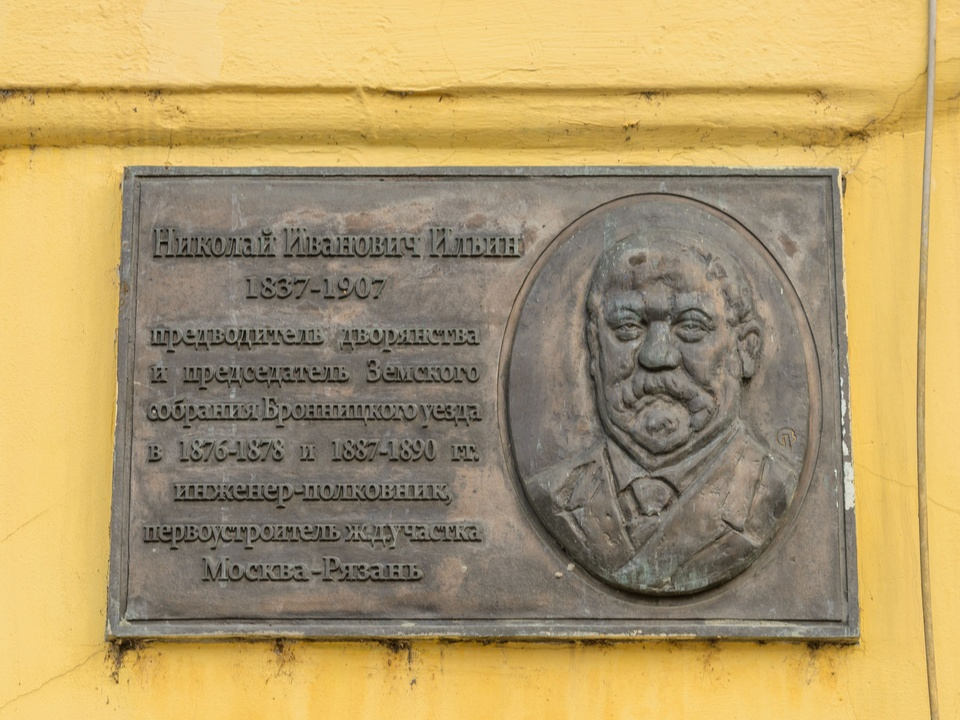 Николай Иванович Ильин
1837-1907
предводитель дворянства
и председатель Земского
собрания Бронницкого уезда
в 1876-1878 и 1887-1890 гг.
инженер-полковник,
первоустроитель ж.д.участка
Москва-Рязань